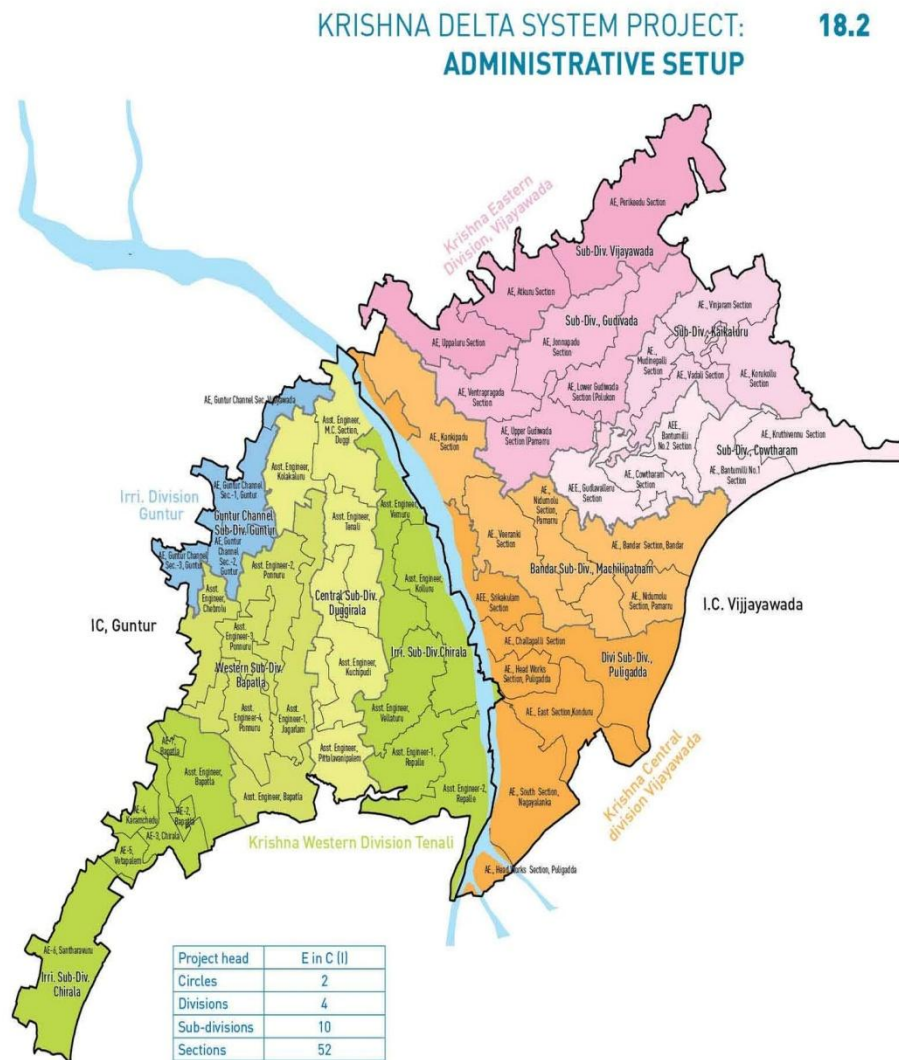 KRISHNA DELTA SYSTEM PROJECT:
18.2
ADMINISTRATIVE SETUP
Krishna Eastern
Division, Vijayawada
AE, Perikeedu Section
Sub-Div. Vijayawada
AE, Atkuru Section
AE, Uppaluru Section
Sub-Div., Gudivada
AE, Jonnapadu
Section
AE, Ventrapragada
Section
AE, Lower Gudiwada
Section (Polukon
AE, Upper Gudiwada
Section (Pamarru
AE., Vinjaram Section
Sub-Div., Kaikaluru
AE.,
Mudinepalli
Section
AE., Vadali Section
AE., Korukollu
Section
AEE.,
Bantumilli
No.2 Section
AE., Kruthivennu Section
Sub-Div., Cowtharam
AE., Cowtharam
Section
AE., Bantumilli No.1
Section
AEE., Gudlavalleru
Section
AE, Guntur Channel Sec., Vijayawada
AE, Guntur Channel
Sec.-1, Guntur
Irri. Division
Guntur
Guntur Channel
Sub-Div. Guntur
AE, Guntur
Channel
Sec.-2,
Guntur
AE, Guntur Channel
Sec.-3, Guntur
Asst. Engineer,
M.C. Section,
Duggi
Asst. Engineer,
Kolakaluru
Asst. Engineer,
Tenali
Asst. Engineer,
Vemuru
Asst. Engineer-2,
Ponnuru
Asst.
Engineer,
Chebrolu
Central Sub-Div.
Duggirala
Asst. Engineer,
Kolluru
Asst.
Engineer-3
Ponnuru
Western Sub-Div.
Bapatla
Irri. Sub-Div.Chirala
Asst. Engineer,
Kuchipudi
Asst.
Engineer-4,
Ponnuru
Asst.
Engineer-1,
Jagarlam
Asst. Engineer,
Vellaturu
Asst. Engineer,
Pittalavanipalem
Asst. Engineer-1,
Repalle
Asst. Engineer-2,
Repalle
IC, Guntur
AE-1,
Bapatla
Asst. Engineer,
Bapatla
Asst. Engineer, Bapatla
AE-4,
Karamchedu
AE-2,
Bapatla
AE-3, Chirala
AE-5,
Vetapalem
AE-6, Santharavuru
Irri. Sub-Div.
Chirala
Krishna Western Division Tenali
AE., Kankipadu
Section
AE.,
Nidumolu
Section,
Pamarru
AE., Veeranki
Section
AE., Bandar Section, Bandar
Bandar Sub-Div., Machilipatnam
AEE., Srikakulam
Section
AE., Nidumolu
Section, Pamarru
I.C. Vijjayawada
AE., Challapalli Section
AE., Head Works
Section, Puligadda
Divi Sub-Div.,
Puligadda
AE., East Section,Konduru
AE., South Section,
Nagayalanka
Krishna Central
division Vijayawada
AE., Head Works Section, Puligadda
Project head E in C (I)
Circles 2
Divisions 4
Sub-divisions 10
Sections 52